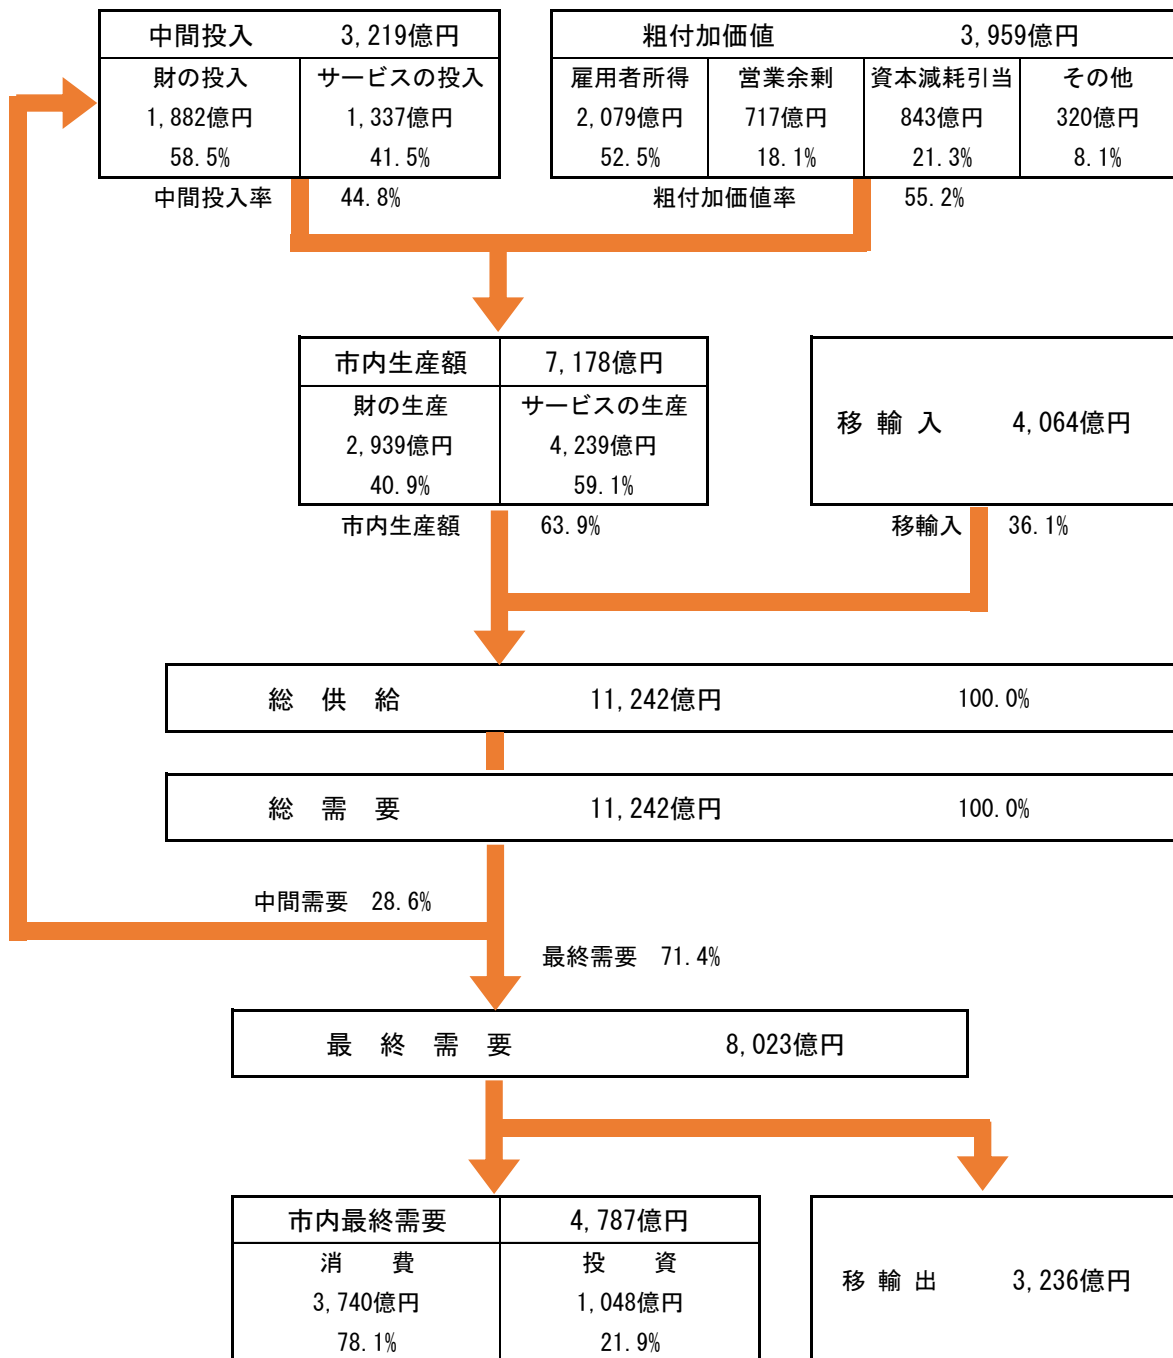 中間投入 3,219億円
粗付加価値 3,959億円
財の投入 サービスの投入
雇用者所得 営業余剰 資本減耗引当 その他
1,882億円 1,337億円
2,079億円 717億円 843億円 320億円
58.5% 41.5%
52.5% 18.1% 21.3% 8.1%
中間投入率 44.8%
粗付加価値率 55.2%
市内生産額 7,178億円
財の生産 サービスの生産
2,939億円 4,239億円
40.9% 59.1%
移輸入 4,064億円
市内生産額 63.9%
移輸入 36.1%
総供給 11,242億円 100.0%
総需要 11,242億円 100.0%
中間需要 28.6%
最終需要 71.4%
最終需要 8,023億円
市内最終需要 4,787億円
消費 投資
3,740億円 1,048億円
78.1% 21.9%
移輸出 3,236億円